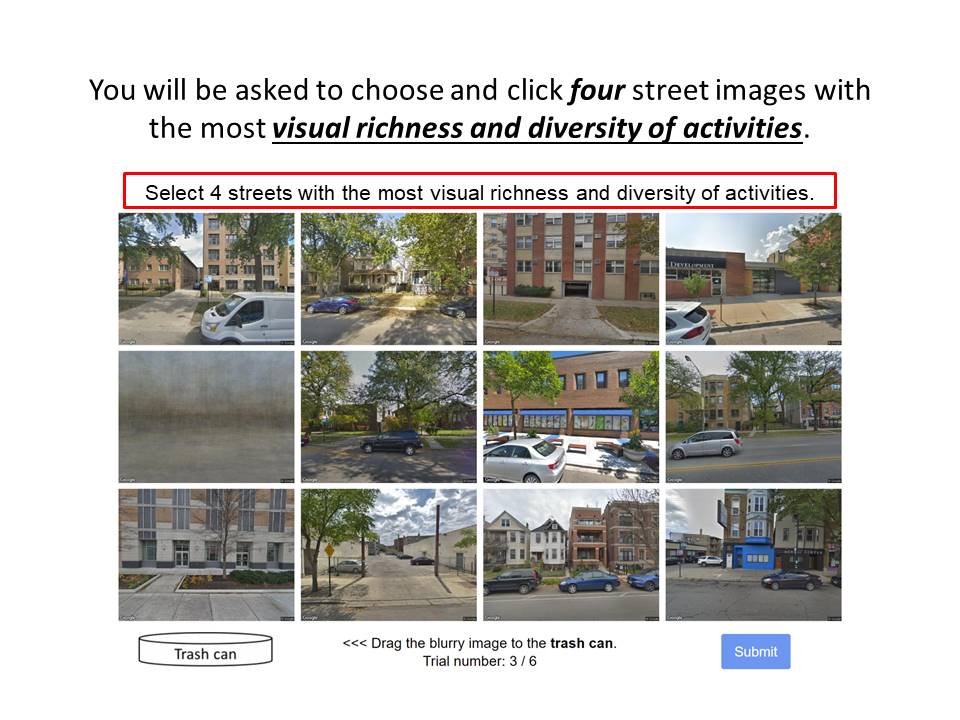 You will be asked to choose and click four street images with
the most visual richness and diversity of activities.
Select 4 streets with the most visual richness and diversity of activities.
DEVELOPMENT
<<< Drag the blurry image to the trash can.
Trash can
Trial number: 3 / 6
Submit